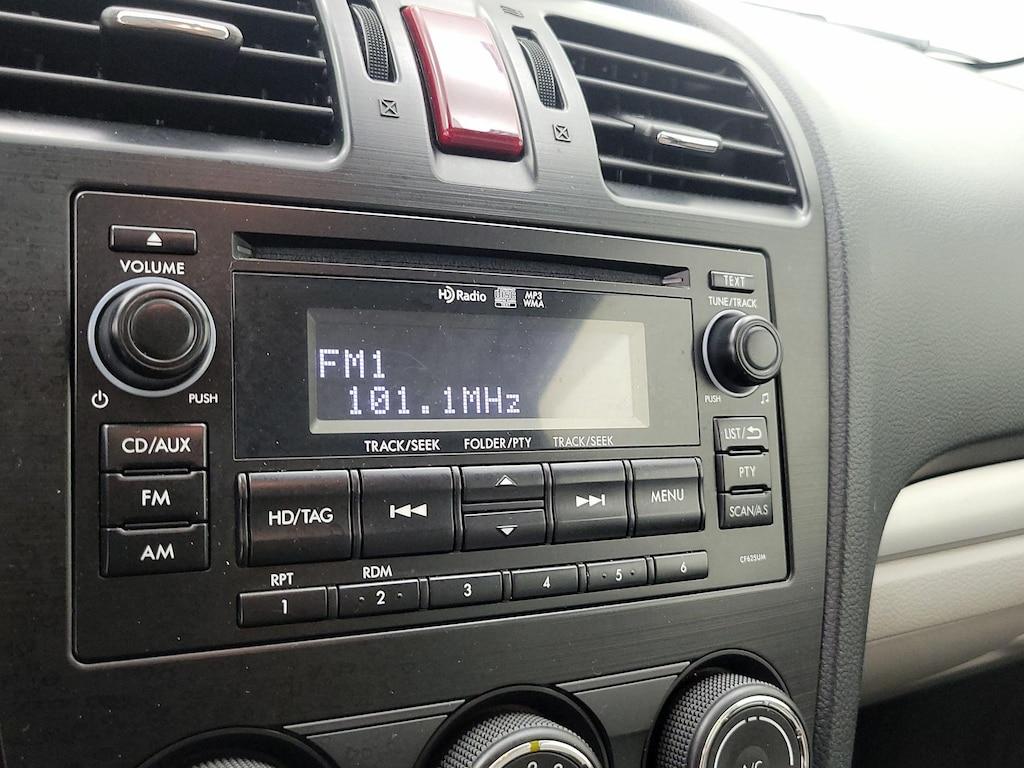 VOLUME
PUSH
CD/AUX
FM
AM
HD Radio
MP3
WMA
FM1
101.1MHz
TRACK/SEEK FOLDER/PTY TRACK/SEEK
HD/TAG
MENU
RPT RDM
1 2 3 4 5 6
TEXT
TUNE/TRACK
PUSH
LIST/
PTY
SCAN/A.S
CF625UM
A/C